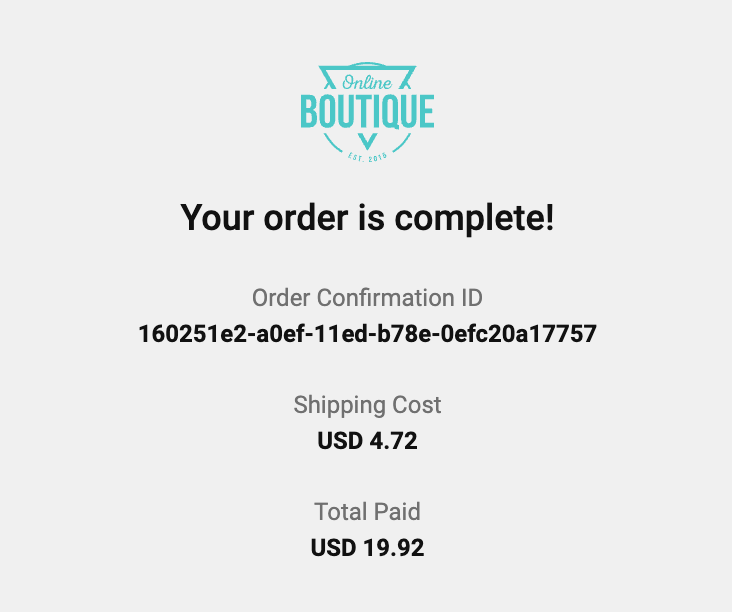 Online
BOUTIQUE
EST. 2018
Your order is complete!
Order Confirmation ID
160251e2-a0ef-11ed-b78e-0efc20a17757
Shipping Cost
USD 4.72
Total Paid
USD 19.92